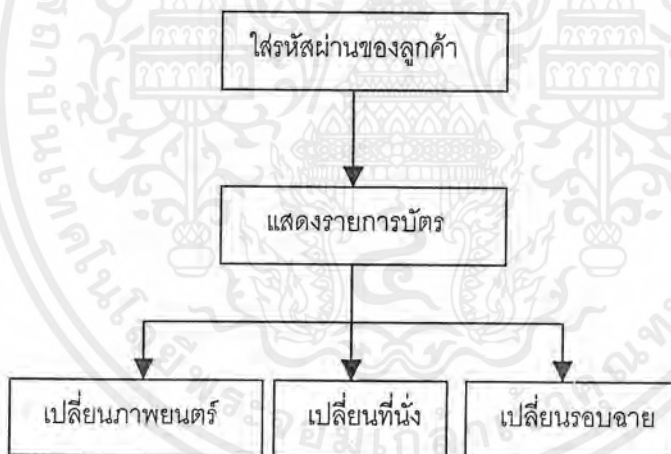 ใส่รหัสผ่านของลูกค้า
แสดงรายการบัตร
เปลี่ยนภาพยนตร์
เปลี่ยนที่นั่ง
เปลี่ยนรอบฉาย